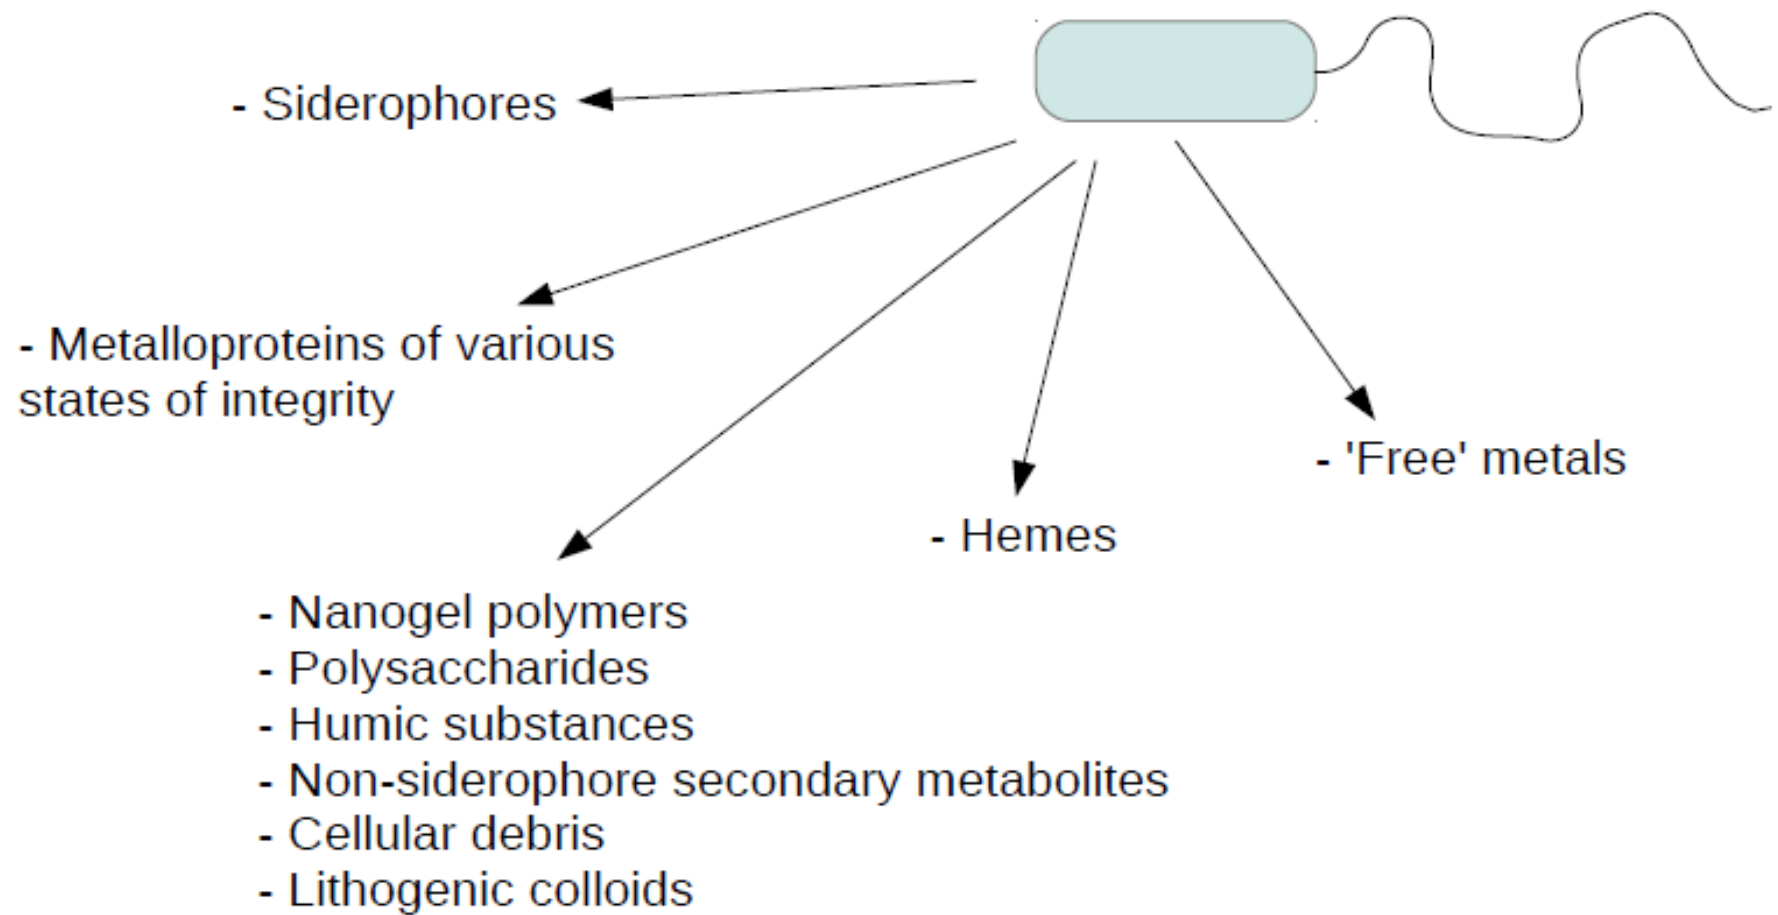 - Siderophores
- Metalloproteins of various
states of integrity
- 'Free' metals
- Hemes
- Nanogel polymers
- Polysaccharides
- Humic substances
- Non-siderophore secondary metabolites
- Cellular debris
- Lithogenic colloids